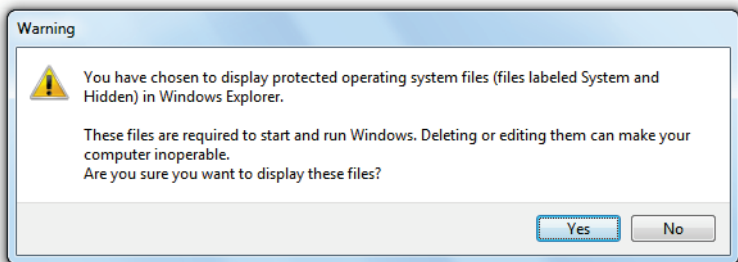 Warning
You have chosen to display protected operating system files (files labeled System and
Hidden) in Windows Explorer.
These files are required to start and run Windows. Deleting or editing them can make your
computer inoperable.
Are you sure you want to display these files?
Yes
No